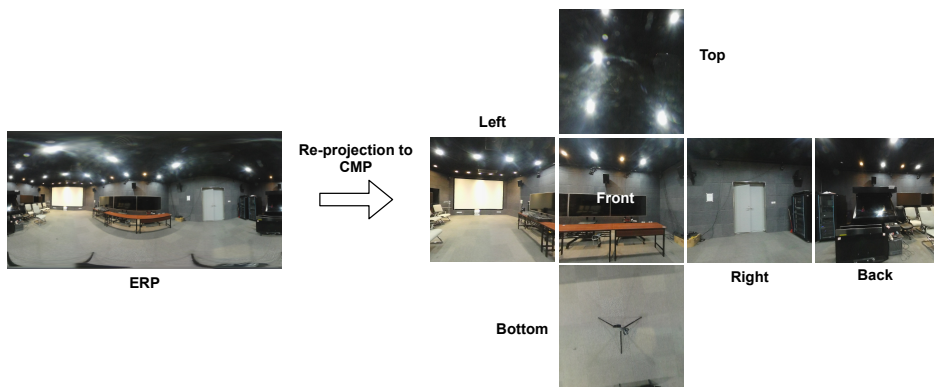 Top
Left
Re-projection to
CMP
Front
ERP
Right
Back
Bottom